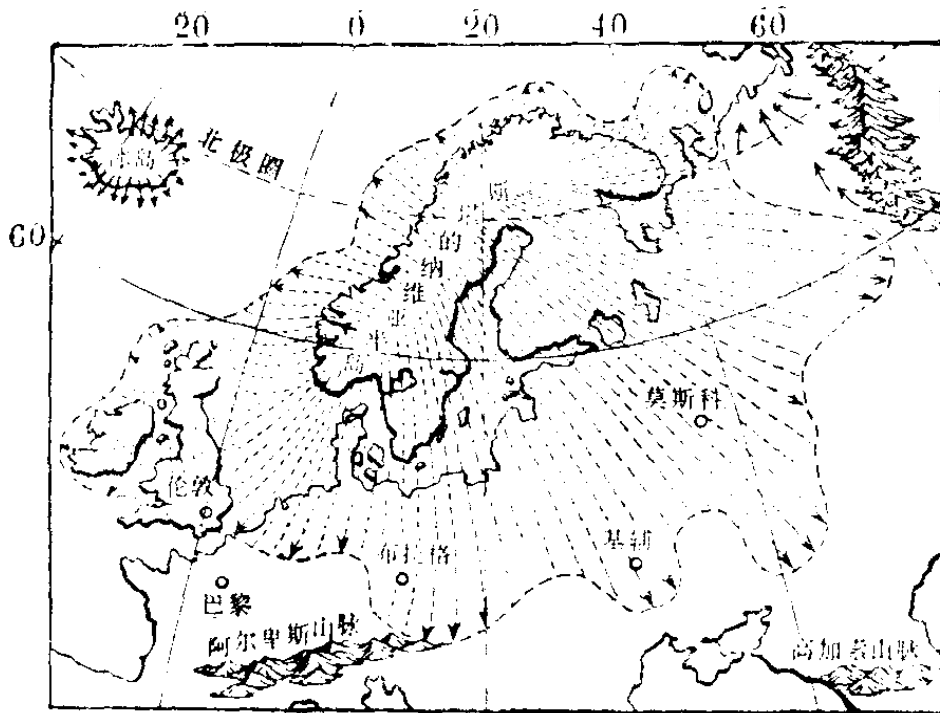 20 0 20 40 60
冰岛
北极圈
60
斯堪的纳维亚半岛
莫斯科
伦敦
布拉格
基辅
巴黎
阿尔卑斯山脉
高加索山脉